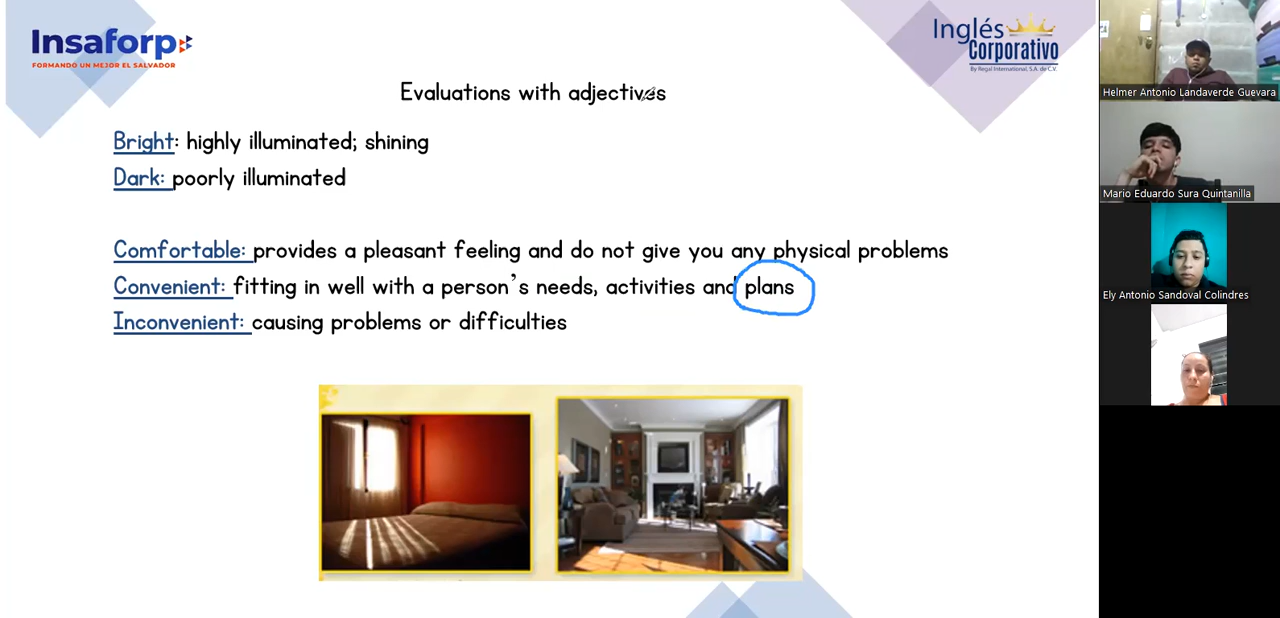 Insaforp
FORMANDO UN MEJOR EL SALVADOR
Inglés
Corporativo
By Regal International, S.A. de C.V.
Evaluations with adjectives
Bright: highly illuminated; shining
Dark: poorly illuminated
Comfortable: provides a pleasant feeling and do not give you any physical problems
Convenient: fitting in well with a person's needs, activities and plans
Inconvenient: causing problems or difficulties
Helmer Antonio Landaverde Guevara
Mario Eduardo Sura Quintanilla
Ely Antonio Sandoval Colindres